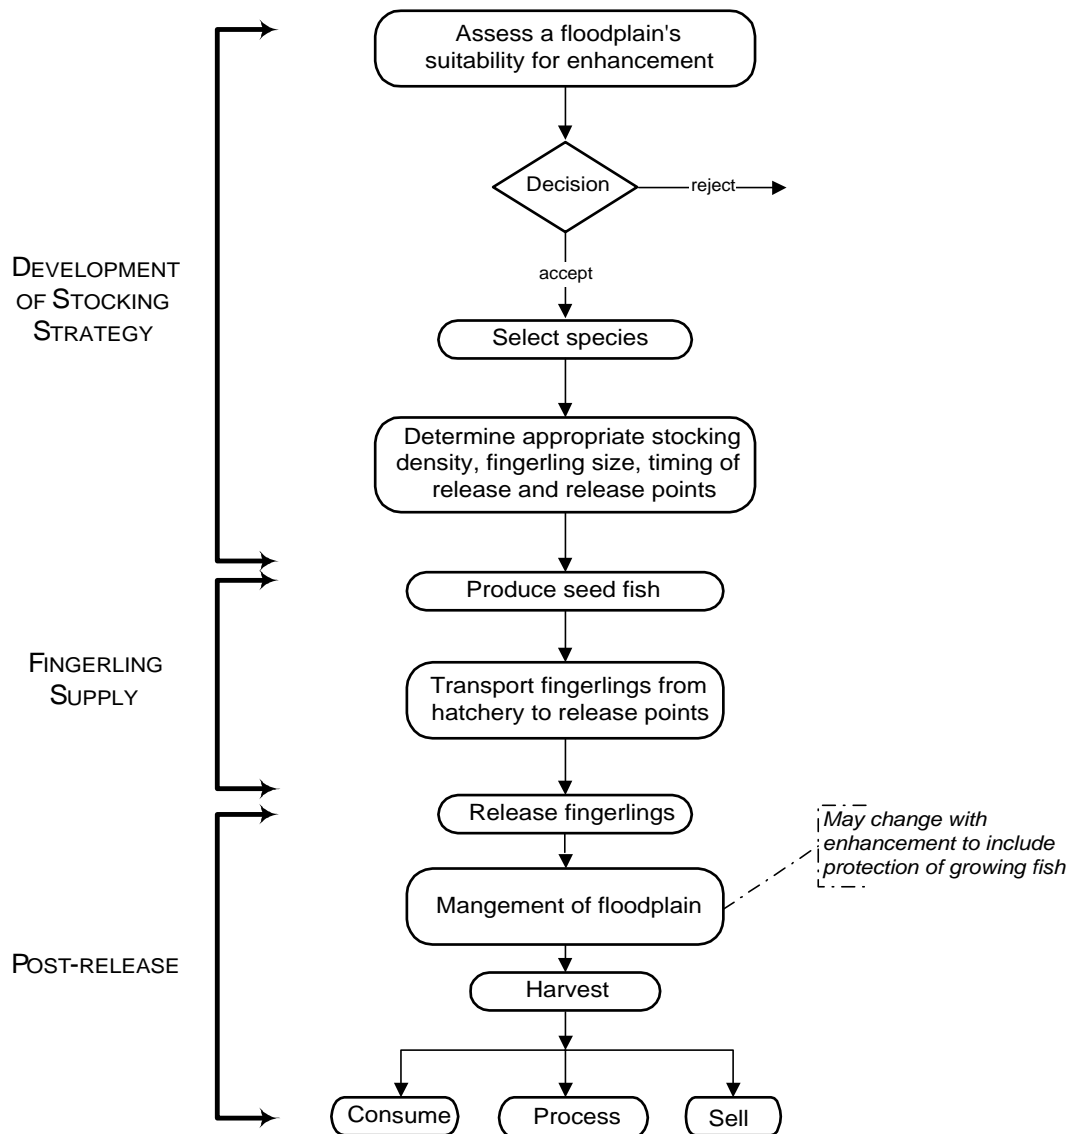 Assess a floodplain's
suitability for enhancement
Decision
reject
accept
DEVELOPMENT
OF STOCKING
STRATEGY
Select species
Determine appropriate stocking
density, fingerling size, timing of
release and release points
Produce seed fish
FINGERLING
SUPPLY
Transport fingerlings from
hatchery to release points
Release fingerlings
May change with
enhancement to include
protection of growing fish
Mangement of floodplain
POST-RELEASE
Harvest
Consume
Process
Sell